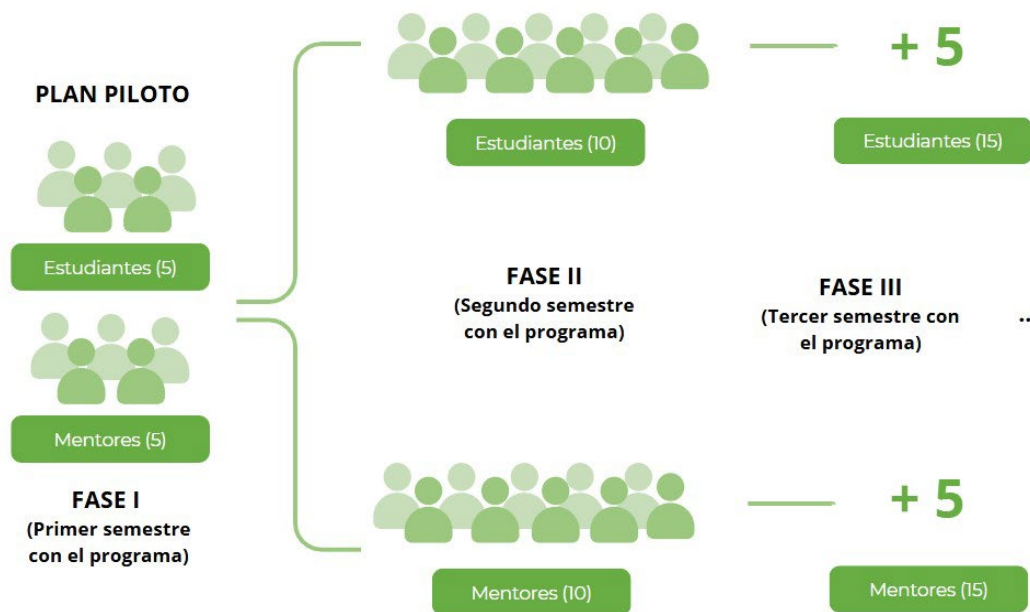 PLAN PILOTO
Estudiantes (5)
Mentores (5)
FASE I
(Primer semestre
con el programa)
Estudiantes (10)
FASE II
(Segundo semestre
con el programa)
Mentores (10)
+ 5
Estudiantes (15)
FASE III
(Tercer semestre con
el programa)
..
+ 5
Mentores (15)